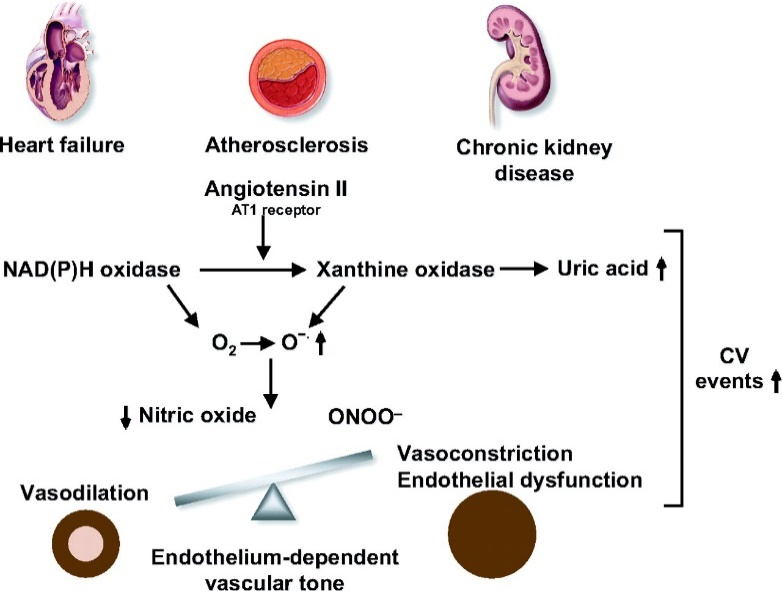 Heart failure
Atherosclerosis
Chronic kidney
disease
Angiotensin II
AT1 receptor
NAD(P)H oxidase
Xanthine oxidase
Uric acid
O₂
O⁻·
CV
events
Nitric oxide
ONOO⁻
Vasoconstriction
Endothelial dysfunction
Vasodilation
Endothelium-dependent
vascular tone